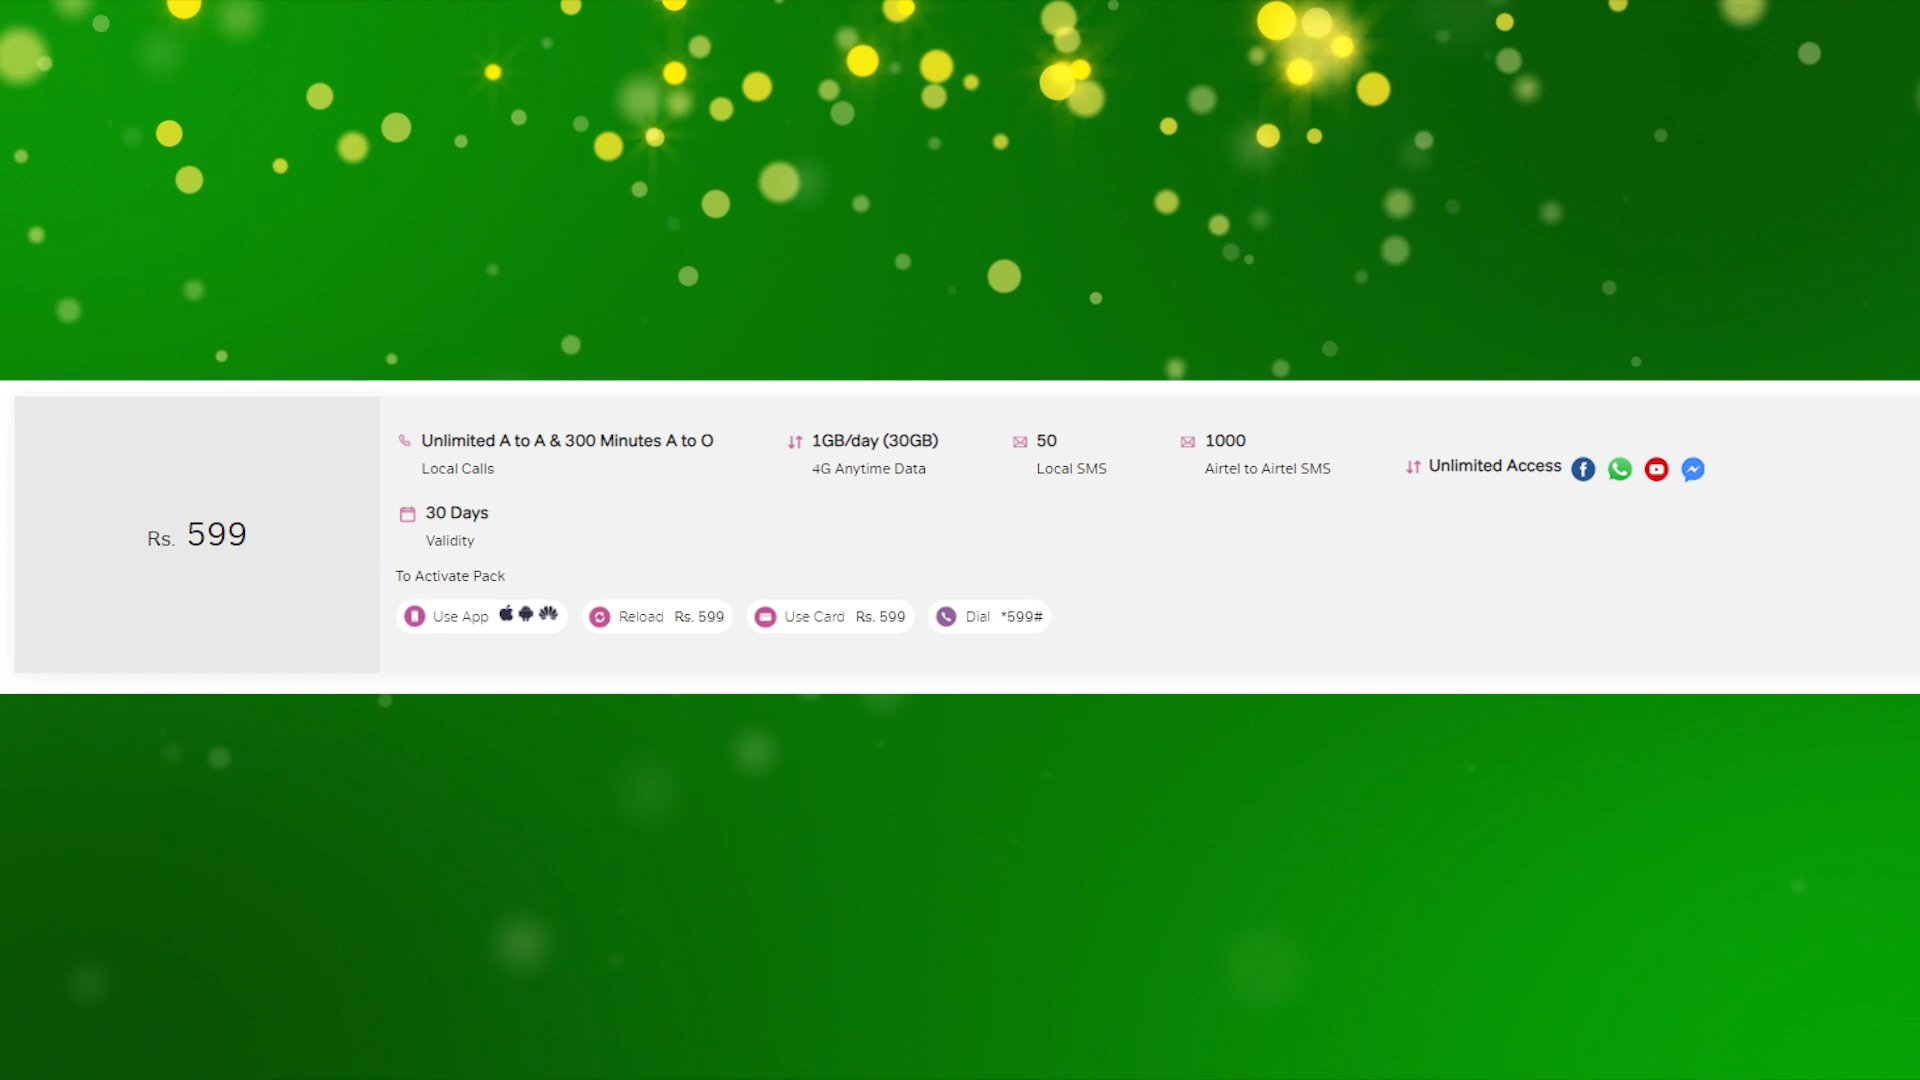 Rs. 599
Unlimited A to A & 300 Minutes A to O
Local Calls
1GB/day (30GB)
4G Anytime Data
50
Local SMS
1000
Airtel to Airtel SMS
Unlimited Access
30 Days
Validity
To Activate Pack
Use App
Reload Rs. 599
Use Card Rs. 599
Dial *599#